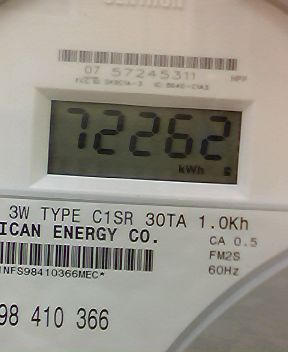 07 57245311 HPP
72262
kWh
3W TYPE C1SR 30TA 1.0Kh
ICAN ENERGY CO.
CA 0.5
FM2S
60Hz
INFS98410366MEC*
98 410 366